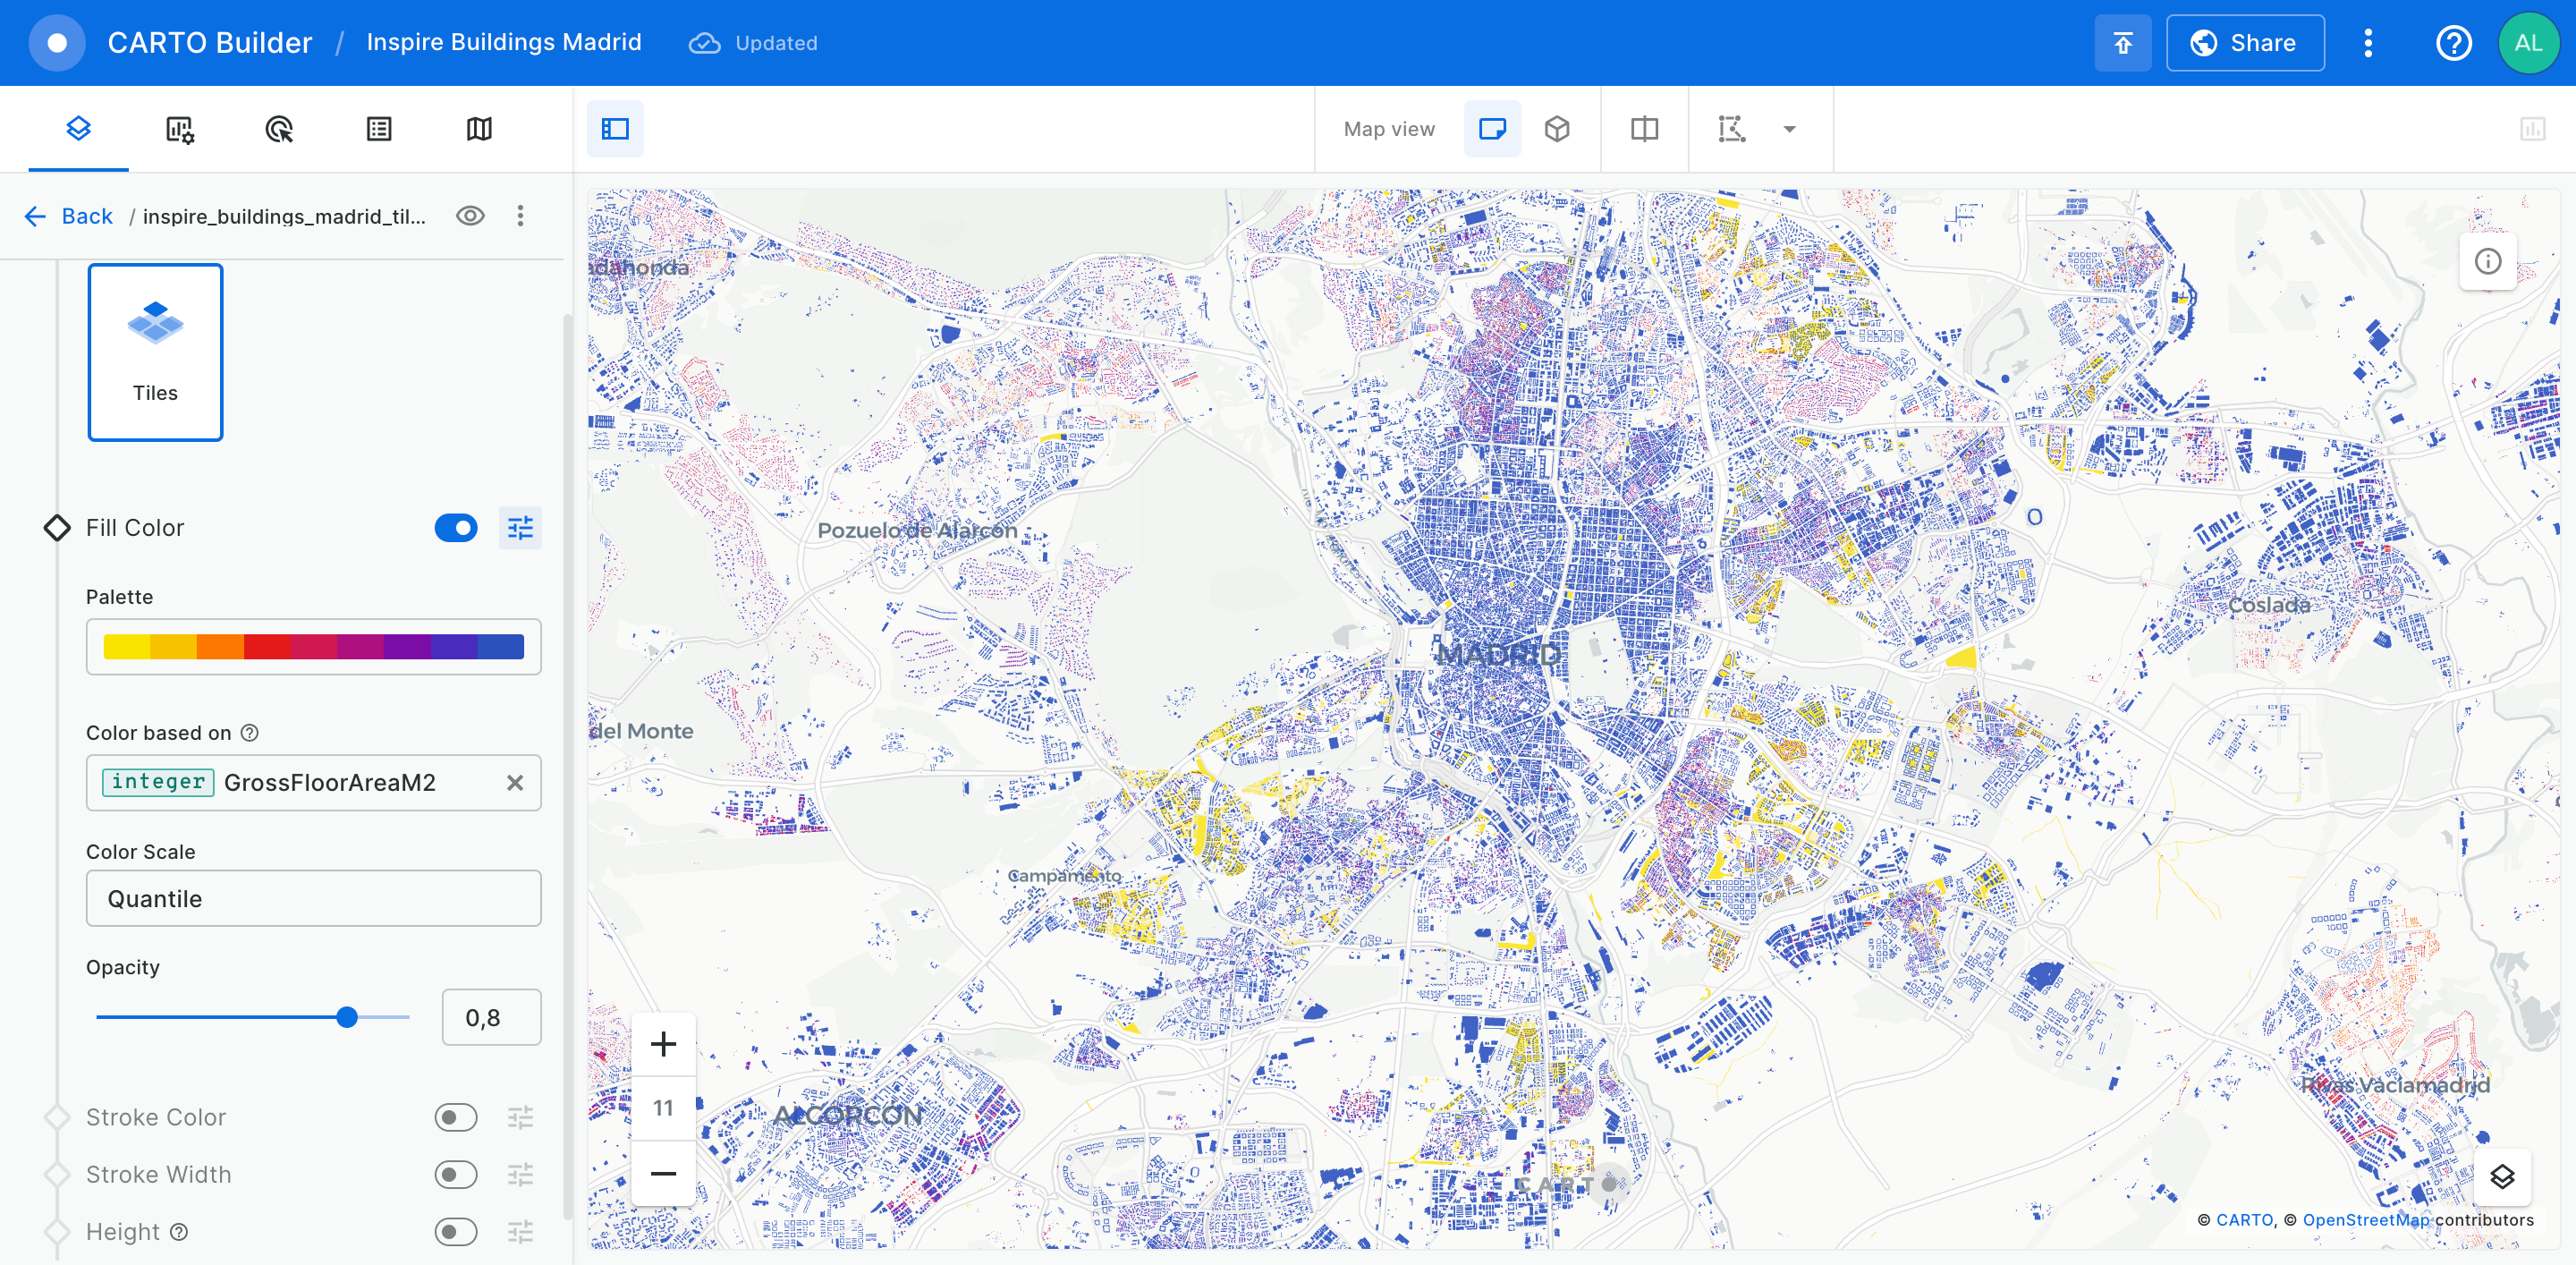 CARTO Builder / Inspire Buildings Madrid Updated
Share
AL
Map view
Back / inspire_buildings_madrid_til...
Tiles
Fill Color
Palette
Color based on
integer GrossFloorAreaM2
Color Scale
Quantile
Opacity
0,8
Stroke Color
Stroke Width
Height
adahonda
Pozuelo de Alarcón
MADRID
Coslada
del Monte
Campamento
11
ALCORCÓN
Rivas Vaciamadrid
CARTO
© CARTO, © OpenStreetMap contributors